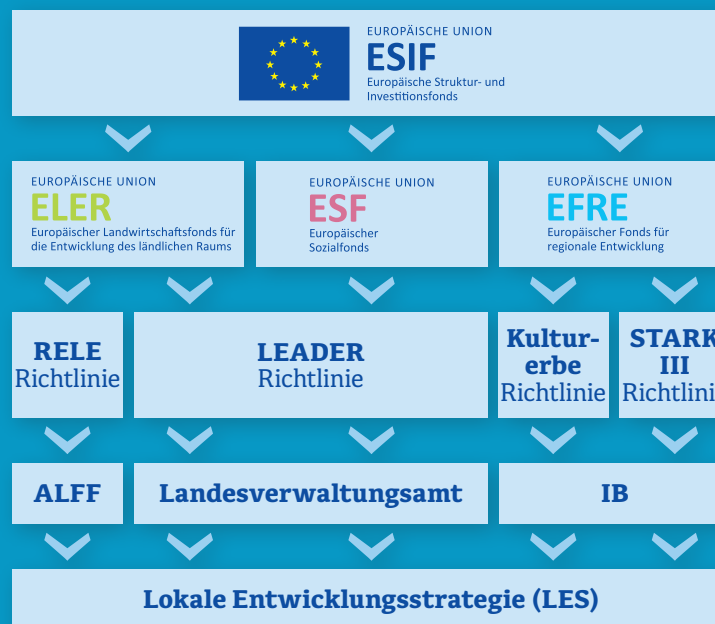 EUROPÄISCHE UNION
ESIF
Europäische Struktur- und
Investitionsfonds
EUROPÄISCHE UNION
ELER
Europäischer Landwirtschaftsfonds für
die Entwicklung des ländlichen Raums
EUROPÄISCHE UNION
ESF
Europäischer
Sozialfonds
EUROPÄISCHE UNION
EFRE
Europäischer Fonds für
regionale Entwicklung
RELE
Richtlinie
LEADER
Richtlinie
Kultur-
erbe
Richtlinie
STARK
III
Richtlini
ALFF
Landesverwaltungsamt
IB
Lokale Entwicklungsstrategie (LES)